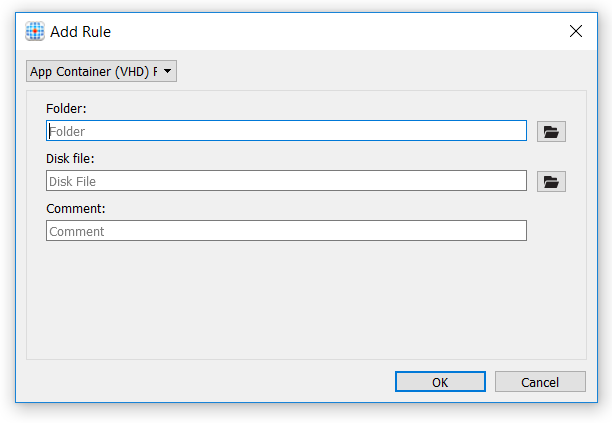 Add Rule
App Container (VHD) F
Folder:
Folder
Disk file:
Disk File
Comment:
Comment
OK
Cancel